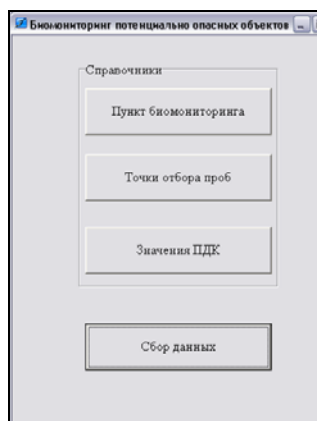 Биомониторинг потенциально опасных объектов
Справочники
Пункт биомониторинга
Точки отбора проб
Значения ПДК
Сбор данных